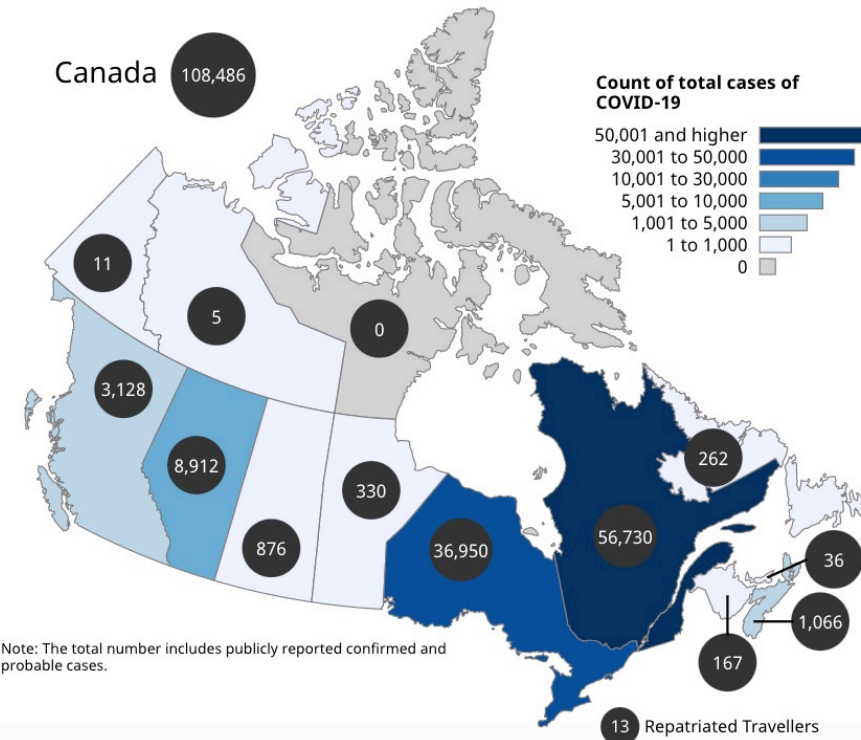 Canada 108,486
Count of total cases of
COVID-19
50,001 and higher
30,001 to 50,000
10,001 to 30,000
5,001 to 10,000
1,001 to 5,000
1 to 1,000
0
11
5
0
3,128
8,912
876
330
36,950
56,730
262
36
1,066
167
Note: The total number includes publicly reported confirmed and
probable cases.
13 Repatriated Travellers